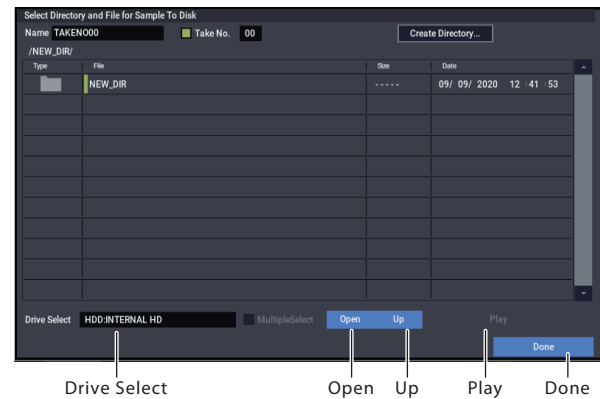 Select Directory and File for Sample To Disk
Name TAKENO00 Take No. 00 Create Directory...
/NEW_DIR/
Type File Size Date
NEW_DIR ----- 09/ 09/ 2020 12 :41 :53
Drive Select HDD:INTERNAL HD MultipleSelect Open Up Play
Done
Drive Select Open Up Play Done